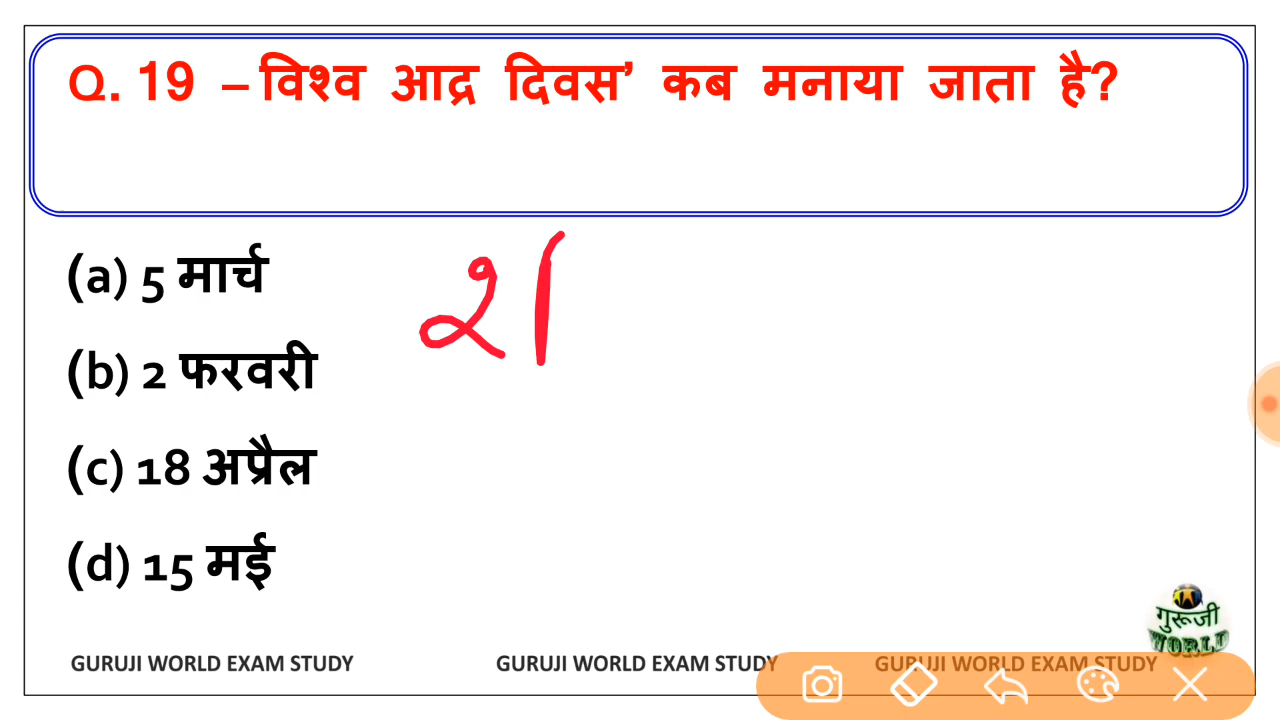 Q. 19 – विश्व आद्र दिवस’ कब मनाया जाता है?
(a) 5 मार्च
श
(b) 2 फरवरी
(c) 18 अप्रैल
(d) 15 मई
गुरूजी
WORLD
GURUJI WORLD EXAM STUDY GURUJI WORLD EXAM STUDY GURUJI WORLD EXAM STUDY